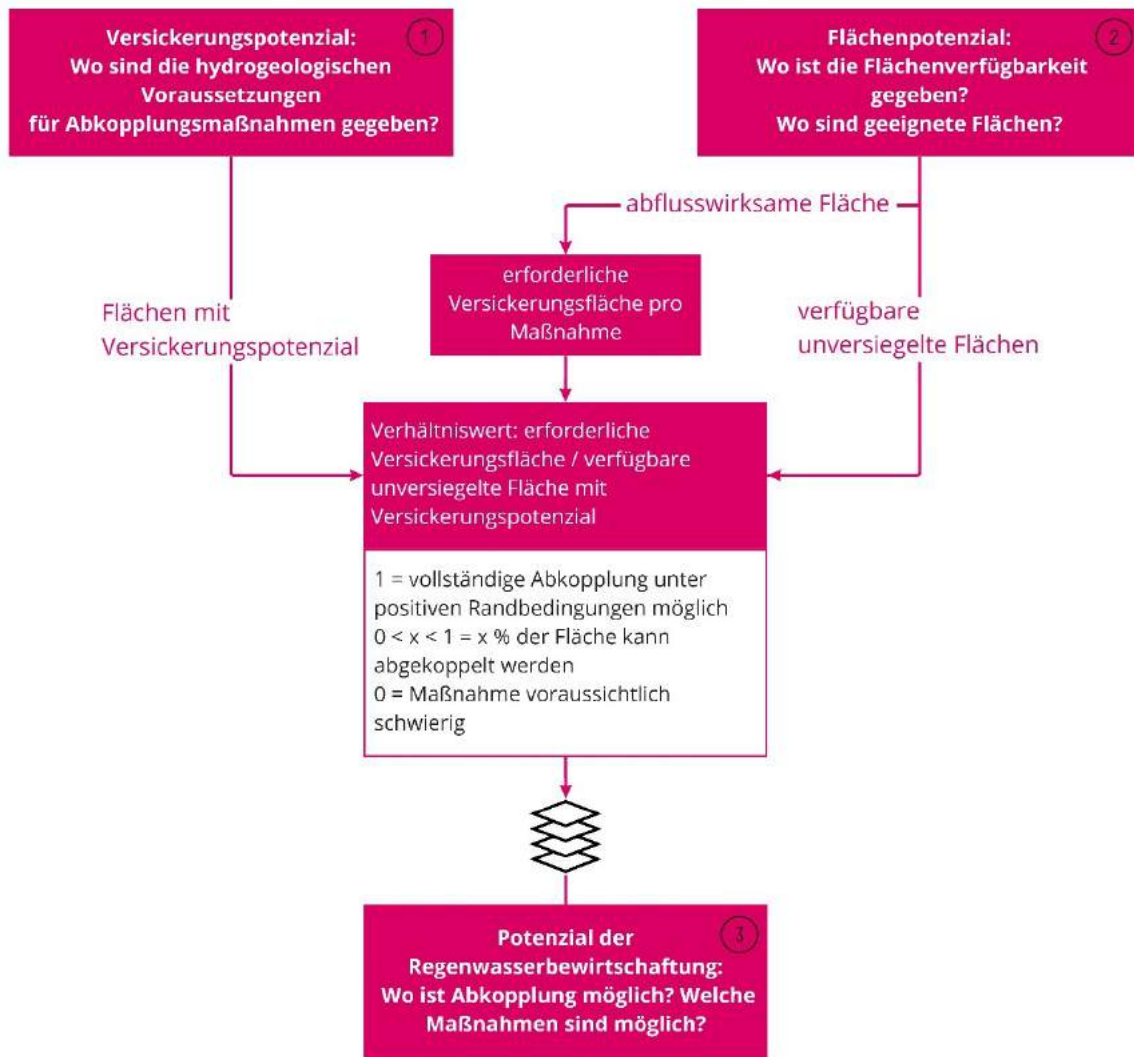 Versickerungspotenzial:
1
Wo sind die hydrogeologischen
Voraussetzungen
für Abkopplungsmaßnahmen gegeben?
Flächenpotenzial:
2
Wo ist die Flächenverfügbarkeit
gegeben?
Wo sind geeignete Flächen?
abflusswirksame Fläche
erforderliche
Versickerungsfläche pro
Maßnahme
Flächen mit
Versickerungspotenzial
verfügbare
unversiegelte Flächen
Verhältniswert: erforderliche
Versickerungsfläche / verfügbare
unversiegelte Fläche mit
Versickerungspotenzial
1 = vollständige Abkopplung unter
positiven Randbedingungen möglich
0 < x < 1 = x % der Fläche kann
abgekoppelt werden
0 = Maßnahme voraussichtlich
schwierig
Potenzial der
3
Regenwasserbewirtschaftung:
Wo ist Abkopplung möglich? Welche
Maßnahmen sind möglich?